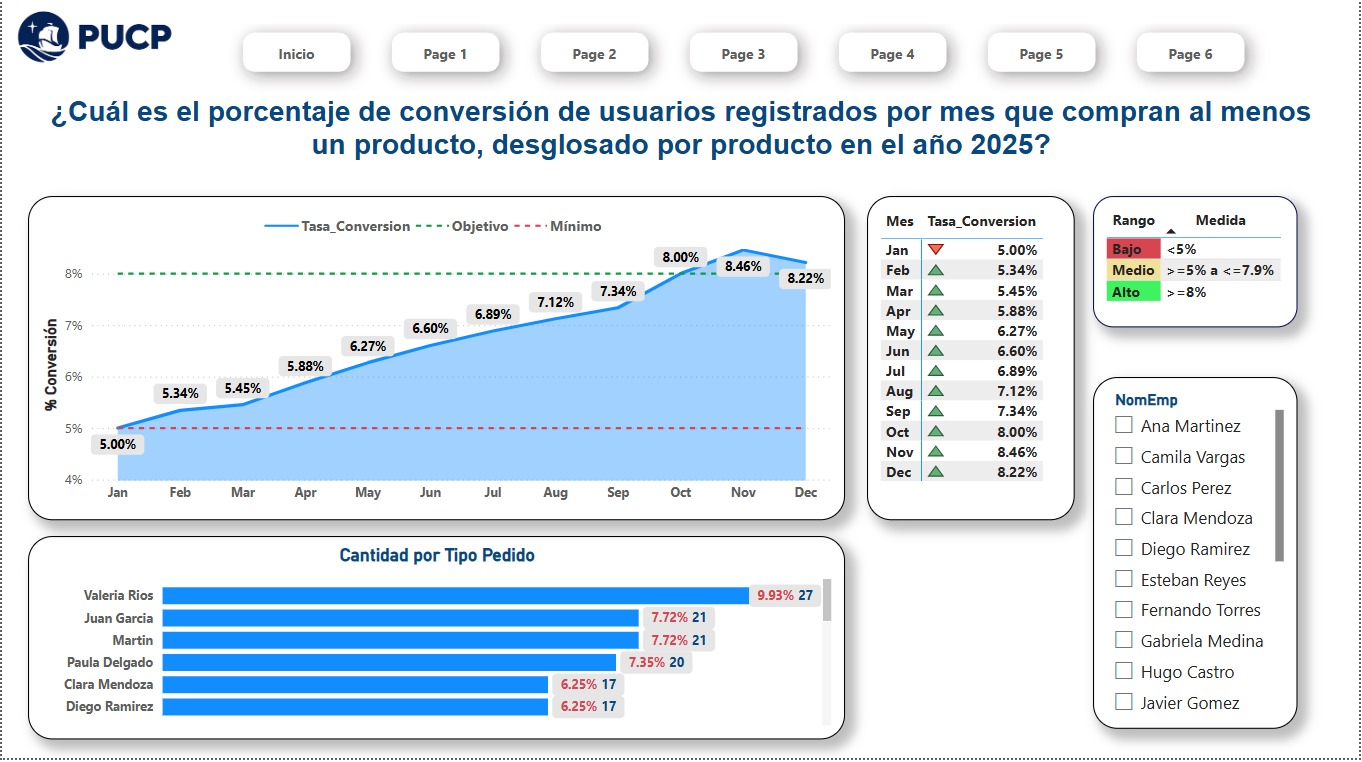 PUCP
Inicio
Page 1
Page 2
Page 3
Page 4
Page 5
Page 6
¿Cuál es el porcentaje de conversión de usuarios registrados por mes que compran al menos
un producto, desglosado por producto en el año 2025?
Tasa_Conversion Objetivo Mínimo
% Conversión
8%
7%
6%
5%
4%
5.00%
5.34%
5.45%
5.88%
6.27%
6.60%
6.89%
7.12%
7.34%
8.00%
8.46%
8.22%
Jan Feb Mar Apr May Jun Jul Aug Sep Oct Nov Dec
Mes Tasa_Conversion
Jan 5.00%
Feb 5.34%
Mar 5.45%
Apr 5.88%
May 6.27%
Jun 6.60%
Jul 6.89%
Aug 7.12%
Sep 7.34%
Oct 8.00%
Nov 8.46%
Dec 8.22%
Rango Medida
Bajo <5%
Medio >=5% a <=7.9%
Alto >=8%
NomEmp
Ana Martinez
Camila Vargas
Carlos Perez
Clara Mendoza
Diego Ramirez
Esteban Reyes
Fernando Torres
Gabriela Medina
Hugo Castro
Javier Gomez
Cantidad por Tipo Pedido
Valeria Rios 9.93% 27
Juan Garcia 7.72% 21
Martin 7.72% 21
Paula Delgado 7.35% 20
Clara Mendoza 6.25% 17
Diego Ramirez 6.25% 17